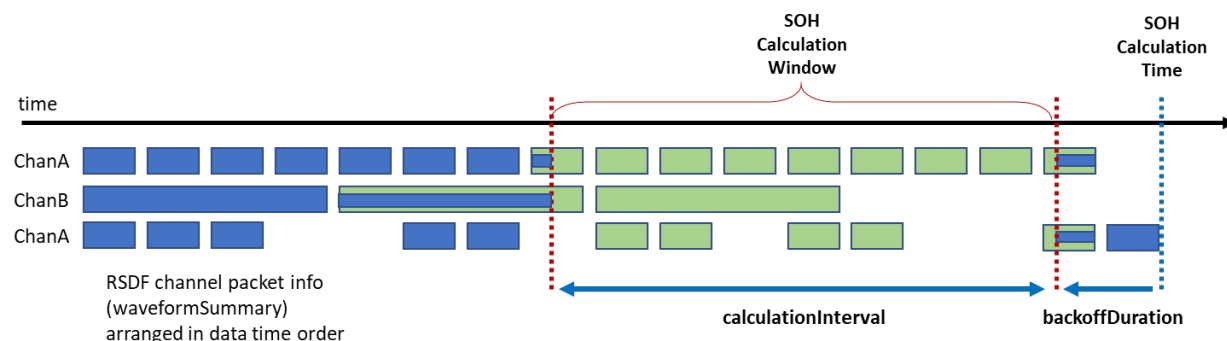 SOH
Calculation
Window
SOH
Calculation
Time
time
ChanA
ChanB
ChanA
RSDF channel packet info
(waveformSummary)
arranged in data time order
calculationInterval
backoffDuration